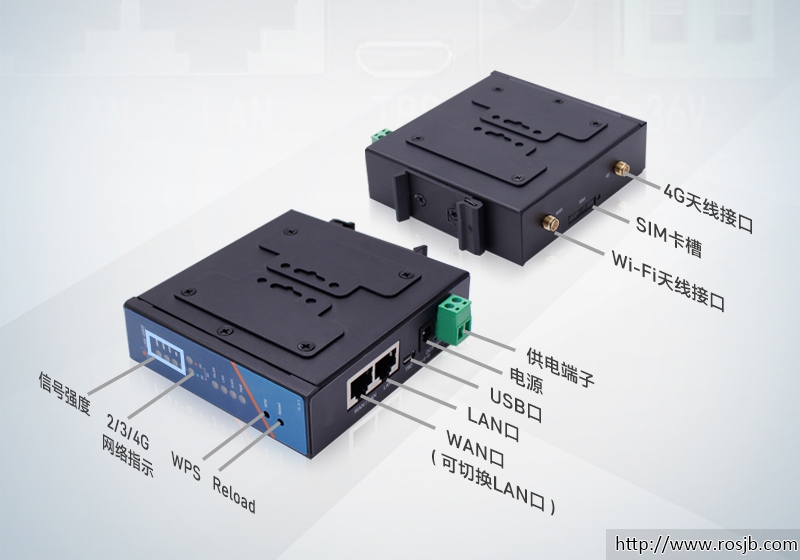 4G天线接口
SIM卡槽
Wi-Fi天线接口
供电端子
电源
USB口
LAN口
WAN口
(可切换LAN口)
信号强度
2/3/4G
网络指示
WPS
Reload
http://www.rosjb.com